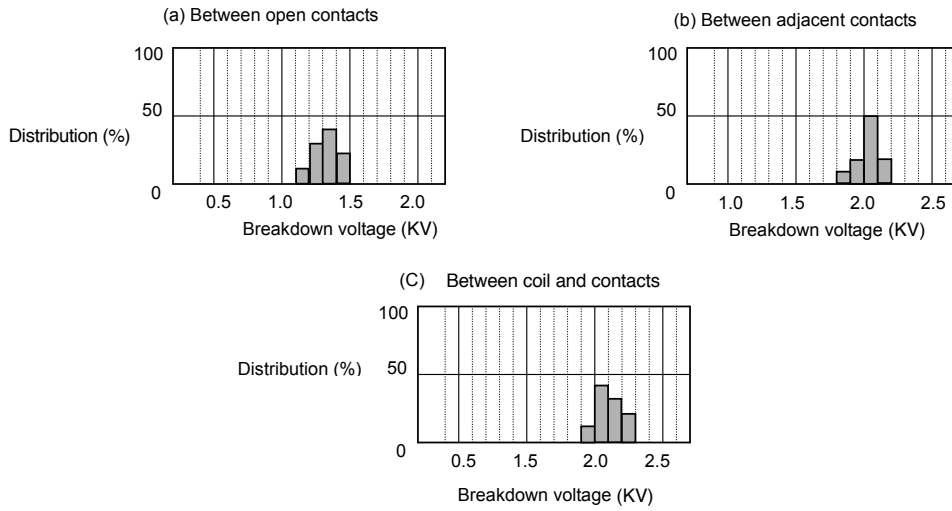 (a) Between open contacts
100
50
Distribution (%)
0
0.5 1.0 1.5 2.0
Breakdown voltage (KV)
(b) Between adjacent contacts
100
50
Distribution (%)
0
1.0 1.5 2.0 2.5
Breakdown voltage (KV)
(C) Between coil and contacts
100
50
Distribution (%)
0
0.5 1.5 2.0 2.5
Breakdown voltage (KV)